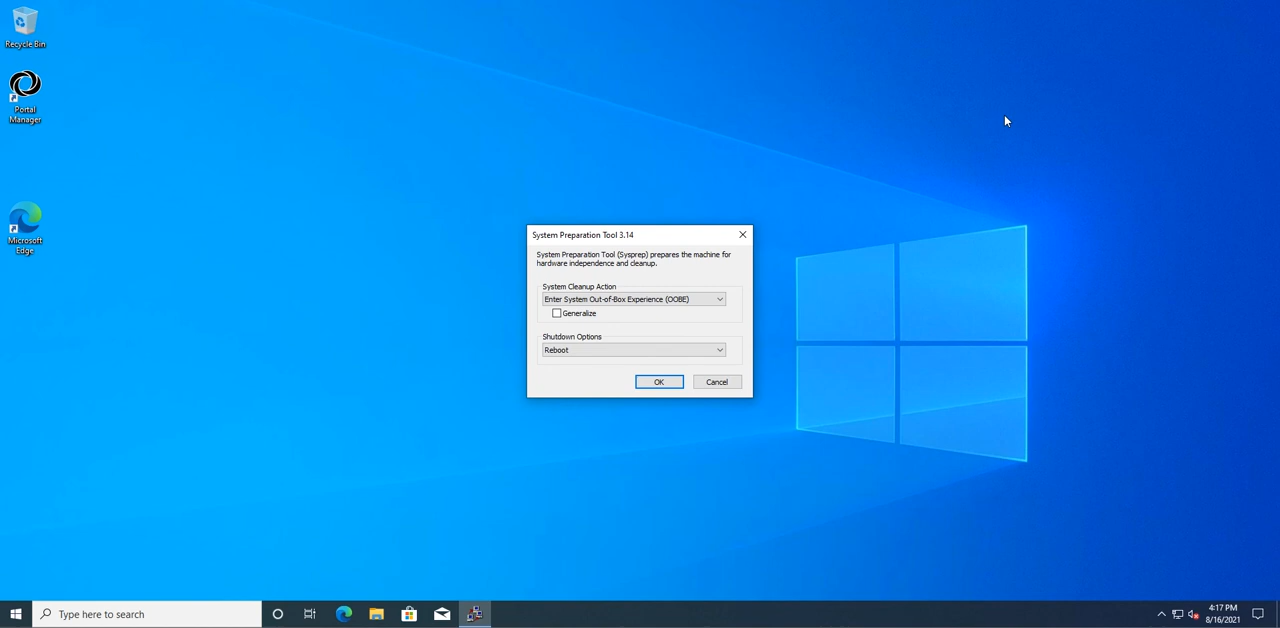 Recycle Bin
Portal
Manager
Microsoft
Edge
System Preparation Tool 3.14
System Preparation Tool (Sysprep) prepares the machine for
hardware independence and cleanup.
System Cleanup Action
Enter System Out-of-Box Experience (OOBE)
Generalize
Shutdown Options
Reboot
OK
Cancel
Type here to search
4:17 PM
8/16/2021